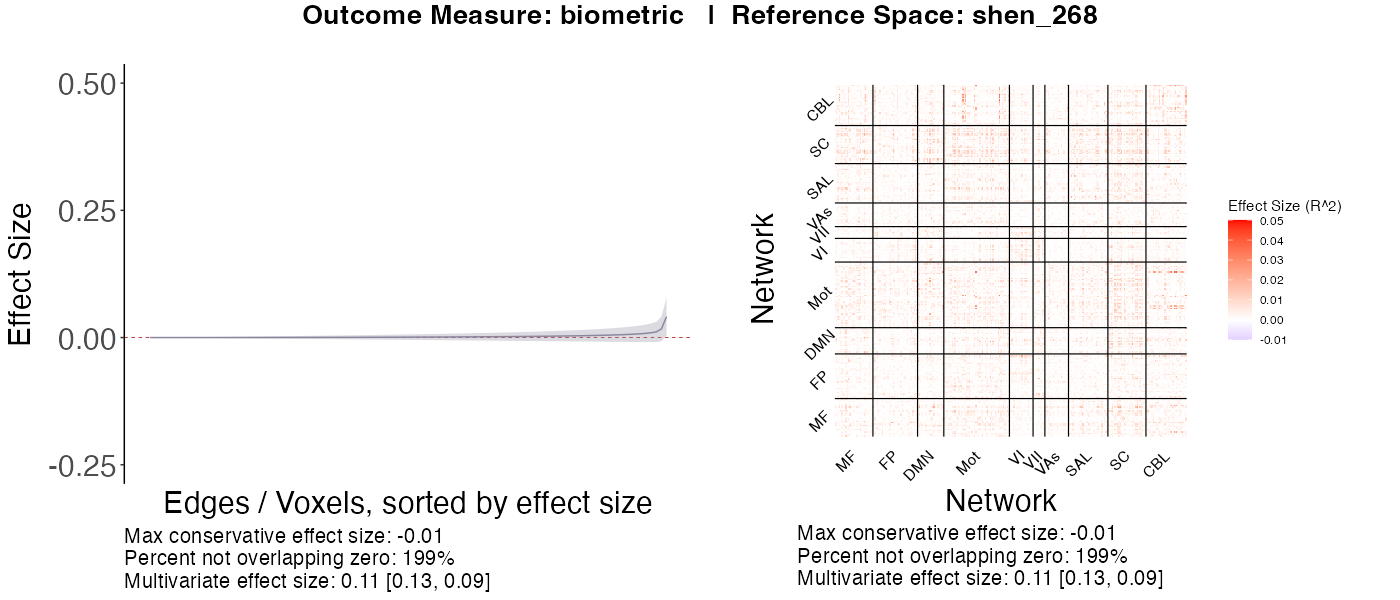 Outcome Measure: biometric | Reference Space: shen_268
Effect Size
0.50
0.25
0.00
-0.25
Edges / Voxels, sorted by effect size
Max conservative effect size: -0.01
Percent not overlapping zero: 199%
Multivariate effect size: 0.11 [0.13, 0.09]
Network
CBL
SC
SAL
VAs
VII
VI
Mot
DMN
FP
MF
MF
FP
DMN
Mot
VI
VII
VAs
SAL
SC
CBL
Network
Max conservative effect size: -0.01
Percent not overlapping zero: 199%
Multivariate effect size: 0.11 [0.13, 0.09]
Effect Size (R^2)
0.05
0.04
0.03
0.02
0.01
0.00
-0.01